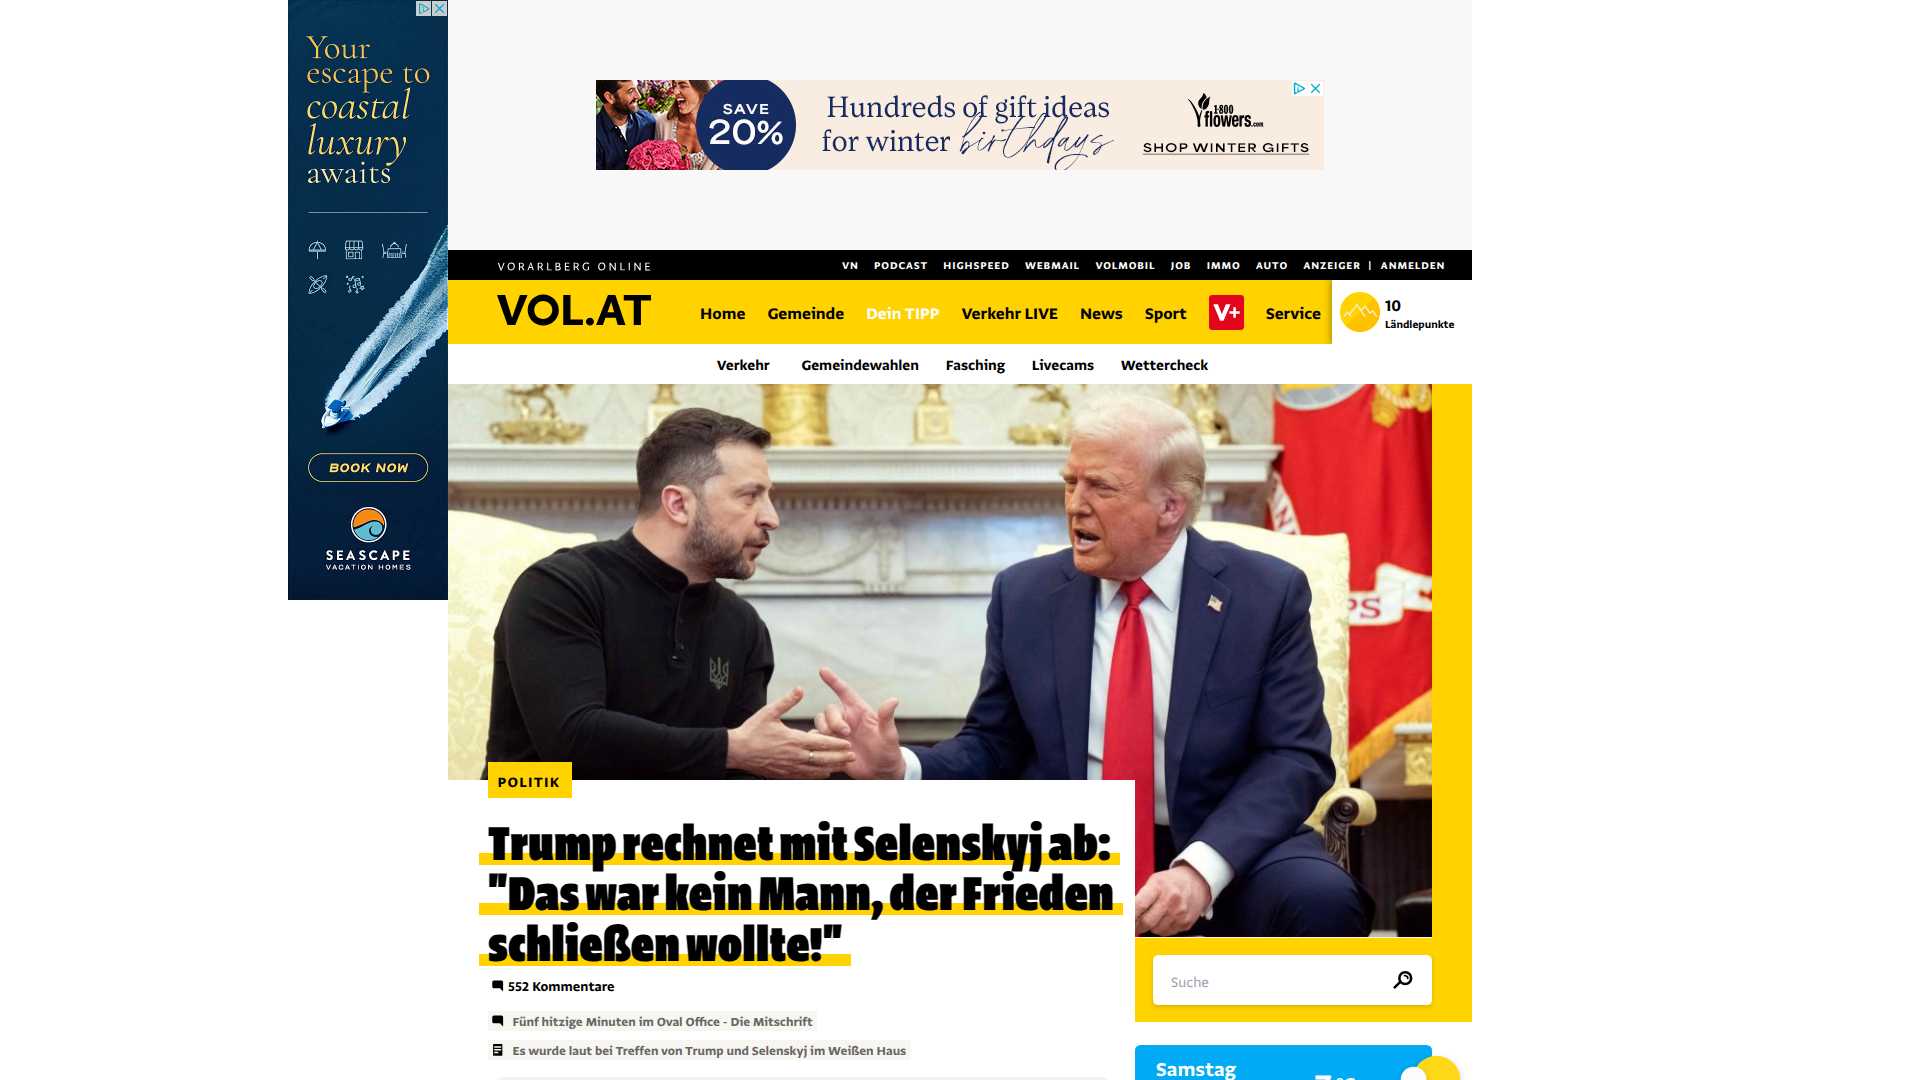 Your
escape to
coastal
luxury
awaits
BOOK NOW
SEASCAPE
VACATION HOMES
SAVE
20%
Hundreds of gift ideas
for winter birthdays
1-800
flowers.com
SHOP WINTER GIFTS
VORARLBERG ONLINE
VN PODCAST HIGHSPEED WEBMAIL VOLMOBIL JOB IMMO AUTO ANZEIGER | ANMELDEN
VOL.AT
Home Gemeinde Dein TIPP Verkehr LIVE News Sport V+ Service
10
Ländlepunkte
Verkehr Gemeindewahlen Fasching Livecams Wettercheck
PS
POLITIK
Trump rechnet mit Selenskyj ab:
"Das war kein Mann, der Frieden
schließen wollte!"
552 Kommentare
Fünf hitzige Minuten im Oval Office - Die Mitschrift
Es wurde laut bei Treffen von Trump und Selenskyj im Weißen Haus
Suche
Samstag